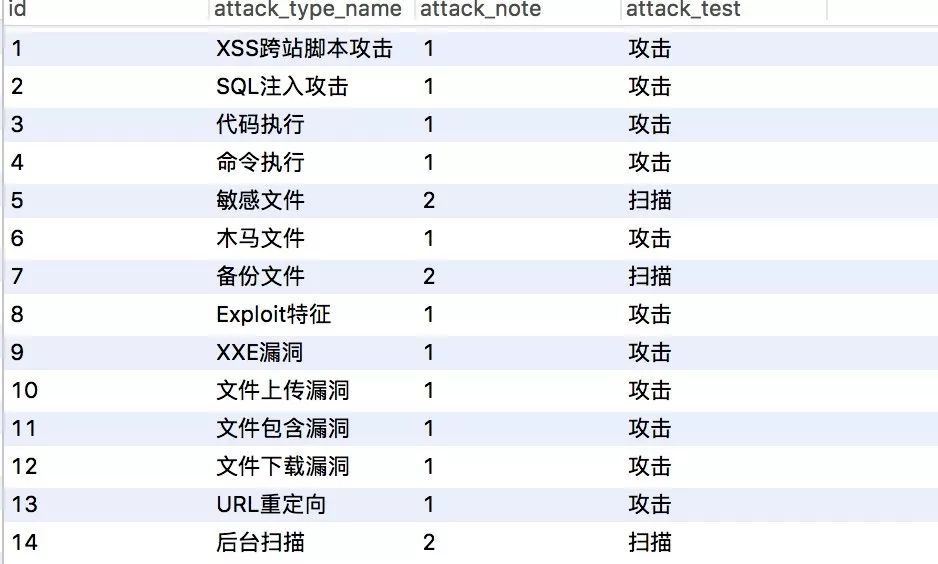 id attack_type_name attack_note attack_test
1 XSS跨站脚本攻击 1 攻击
2 SQL注入攻击 1 攻击
3 代码执行 1 攻击
4 命令执行 1 攻击
5 敏感文件 2 扫描
6 木马文件 1 攻击
7 备份文件 2 扫描
8 Exploit特征 1 攻击
9 XXE漏洞 1 攻击
10 文件上传漏洞 1 攻击
11 文件包含漏洞 1 攻击
12 文件下载漏洞 1 攻击
13 URL重定向 1 攻击
14 后台扫描 2 扫描